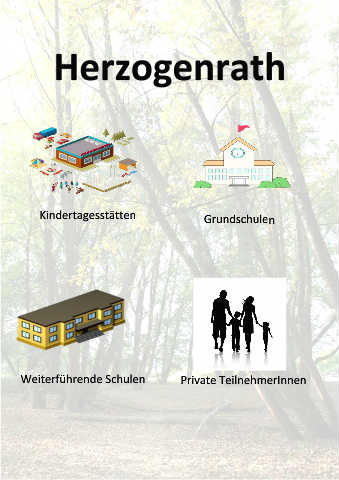 Herzogenrath
Kindertagesstätten
Grundschulen
Weiterführende Schulen
Private TeilnehmerInnen